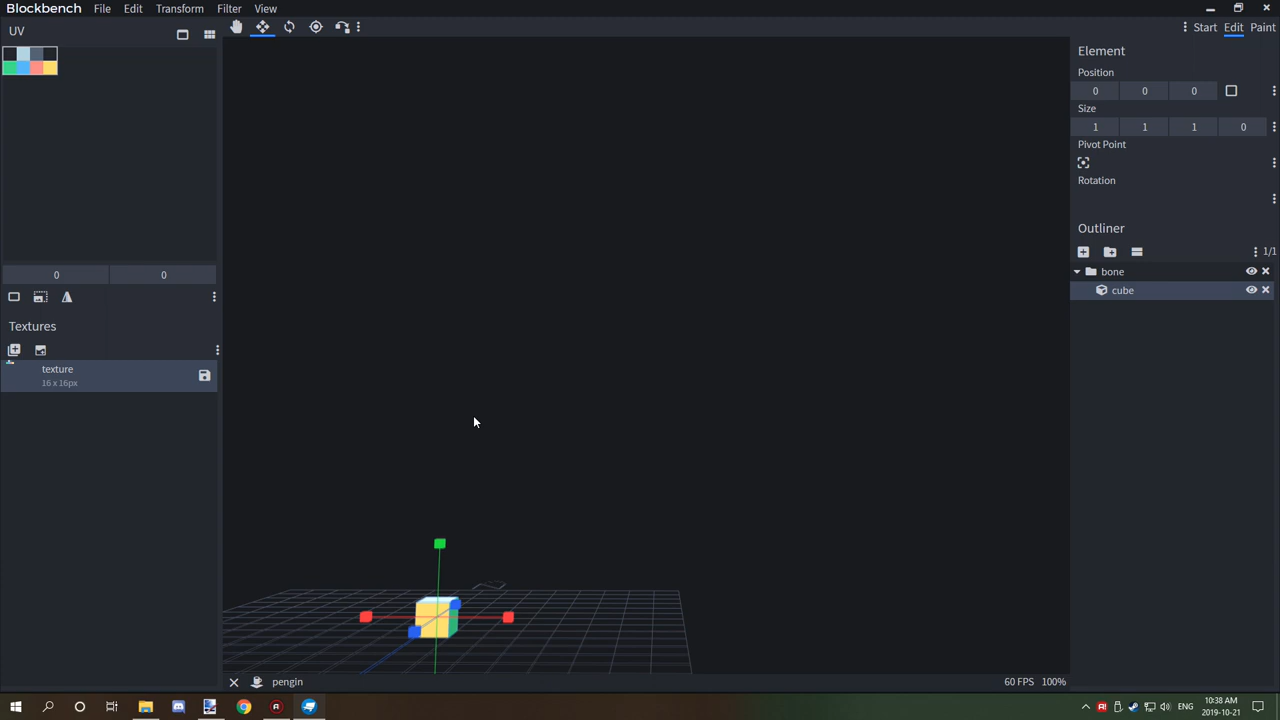 Blockbench File Edit Transform Filter View
UV
Start Edit Paint
Element
Position
0 0 0
Size
1 1 1 0
Pivot Point
Rotation
Outliner
1/1
bone
cube
0 0
Textures
texture
16 x 16px
pengin
60 FPS 100%
ENG
10:38 AM
2019-10-21